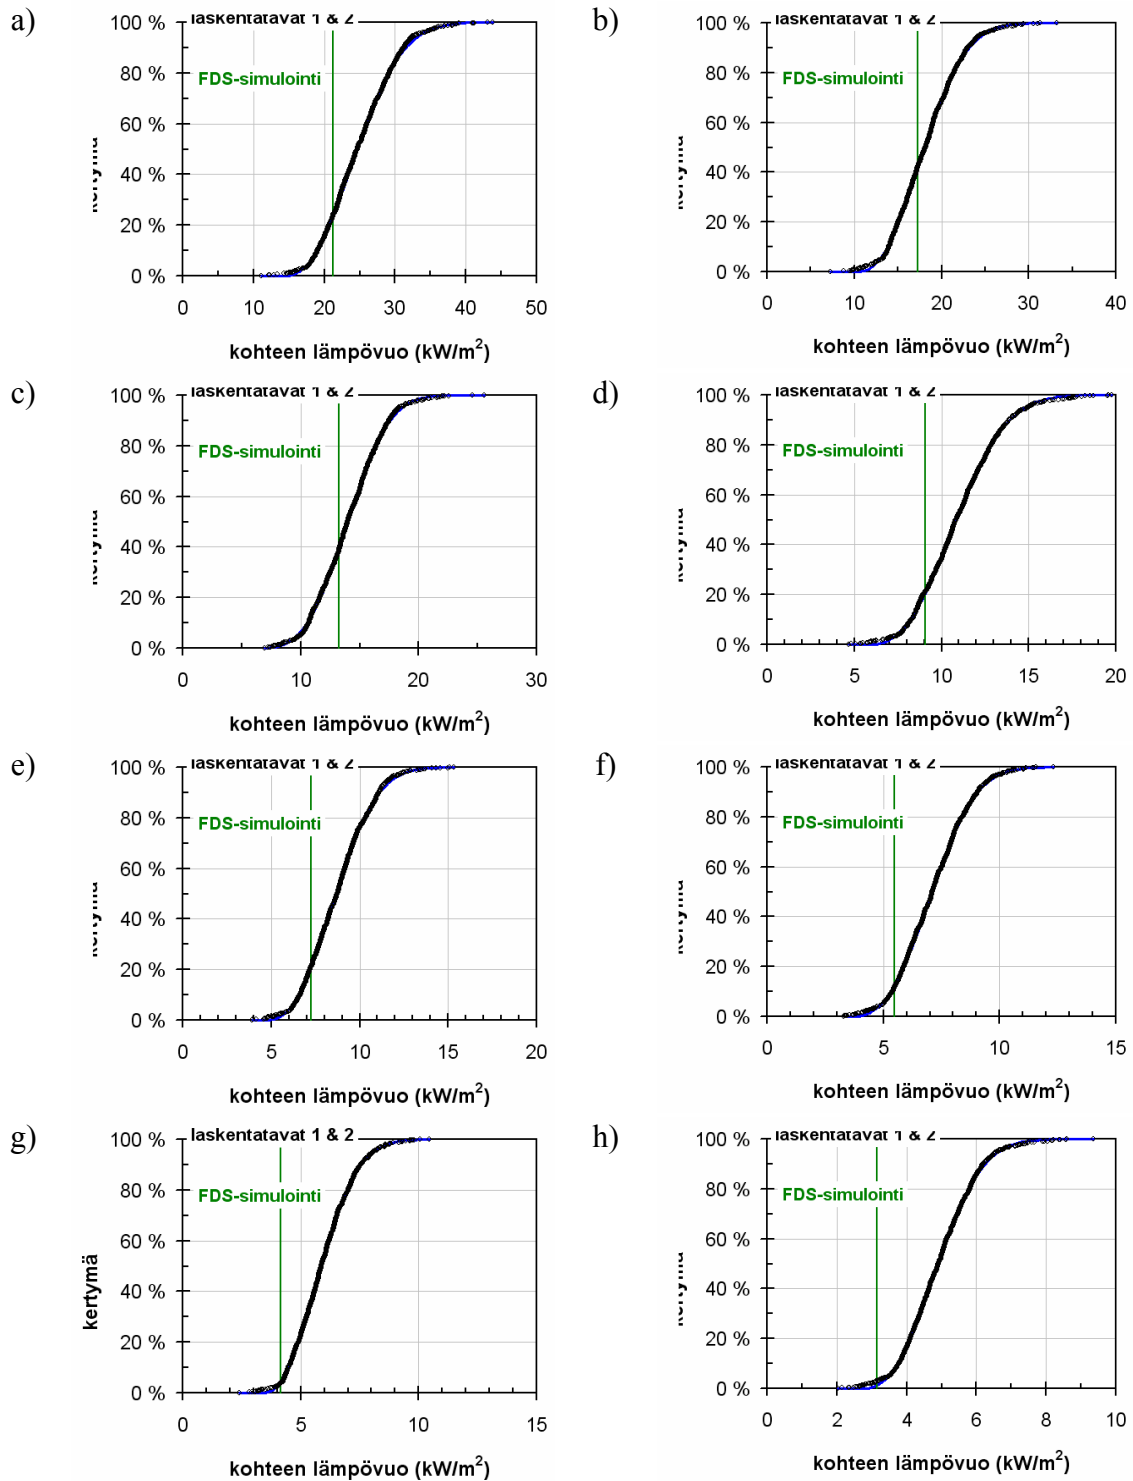 a)
laskentatavat 1 & 2
100 %
80 %
60 %
40 %
20 %
0 %
FDS-simulointi
kertymä
0 10 20 30 40 50
kohteen lämpövuo (kW/m²)
b)
laskentatavat 1 & 2
100 %
80 %
60 %
40 %
20 %
0 %
FDS-simulointi
kertymä
0 10 20 30 40
kohteen lämpövuo (kW/m²)
c)
laskentatavat 1 & 2
100 %
80 %
60 %
40 %
20 %
0 %
FDS-simulointi
kertymä
0 10 20 30
kohteen lämpövuo (kW/m²)
d)
laskentatavat 1 & 2
100 %
80 %
60 %
40 %
20 %
0 %
FDS-simulointi
kertymä
0 5 10 15 20
kohteen lämpövuo (kW/m²)
e)
laskentatavat 1 & 2
100 %
80 %
60 %
40 %
20 %
0 %
FDS-simulointi
kertymä
0 5 10 15 20
kohteen lämpövuo (kW/m²)
f)
laskentatavat 1 & 2
100 %
80 %
60 %
40 %
20 %
0 %
FDS-simulointi
kertymä
0 5 10 15
kohteen lämpövuo (kW/m²)
g)
laskentatavat 1 & 2
100 %
80 %
60 %
40 %
20 %
0 %
FDS-simulointi
kertymä
0 5 10 15
kohteen lämpövuo (kW/m²)
h)
laskentatavat 1 & 2
100 %
80 %
60 %
40 %
20 %
0 %
FDS-simulointi
kertymä
0 2 4 6 8 10
kohteen lämpövuo (kW/m²)